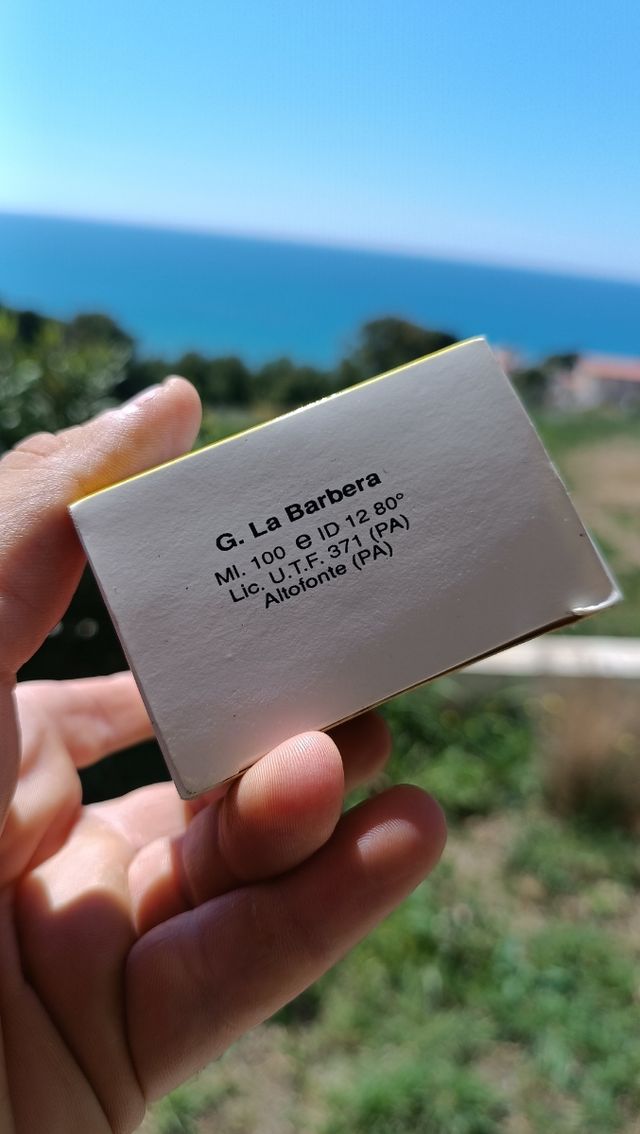 G. La Barbera
Ml. 100 e ID 12 80°
Lic. U.T.F. 371 (PA)
Altofonte (PA)